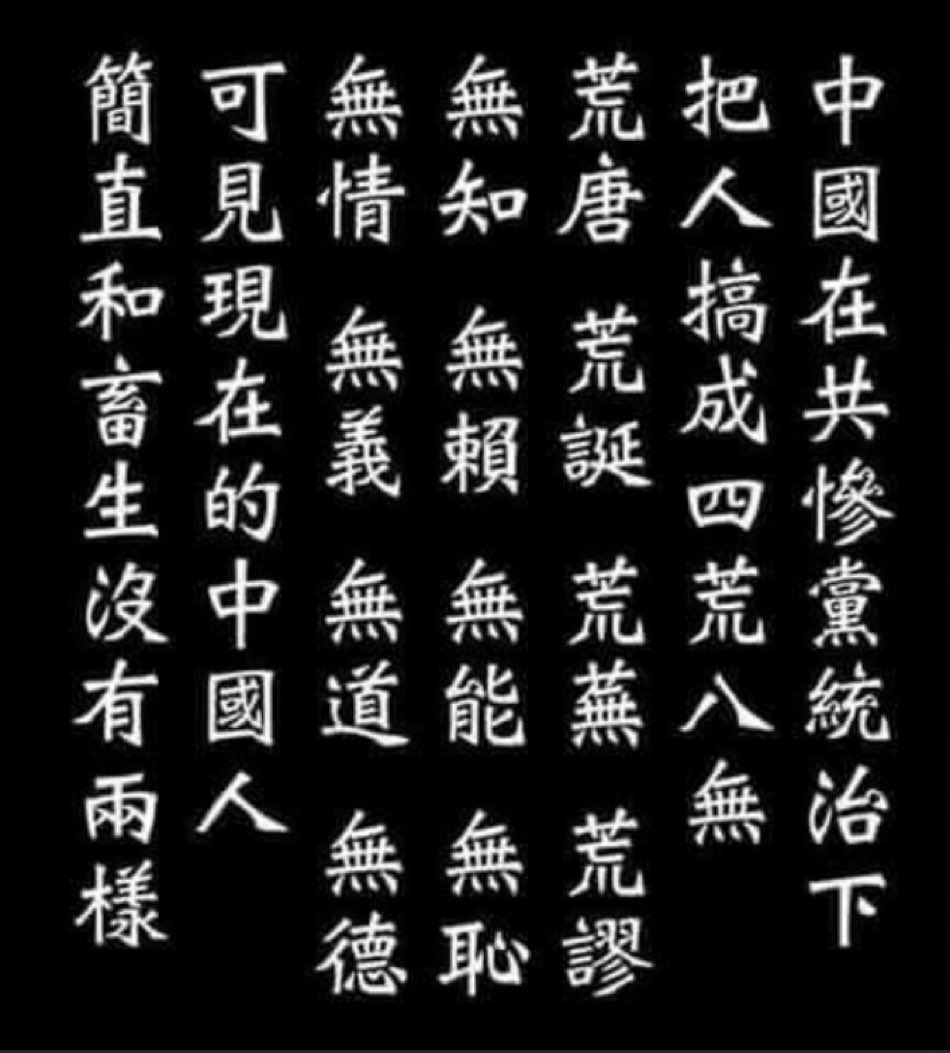 中國在共慘黨統治下
把人搞成四荒八無
荒唐 荒誕 荒蕪 荒謬
無知 無賴 無能 無恥
無情 無義 無道 無德
可見現在的中國人
簡直和畜生沒有兩樣